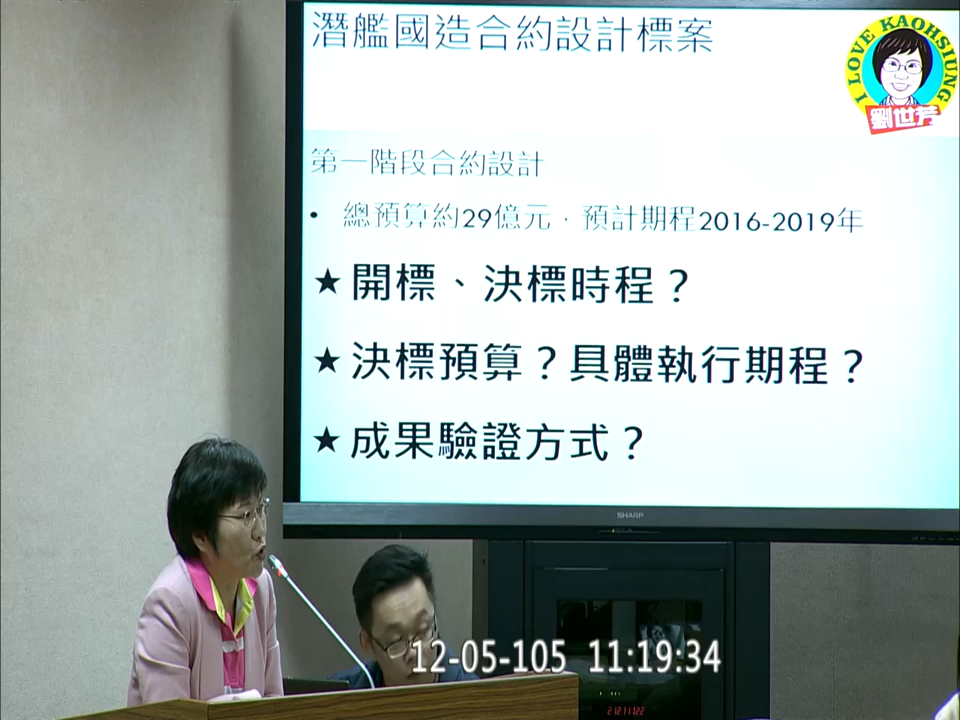 潛艦國造合約設計標案
I LOVE KAOHSIUNG
劉世芳
第一階段合約設計
• 總預算約29億元，預計期程2016-2019年
★開標、決標時程？
★決標預算？具體執行期程？
★成果驗證方式？
SHARP
12-05-105 11:19:34